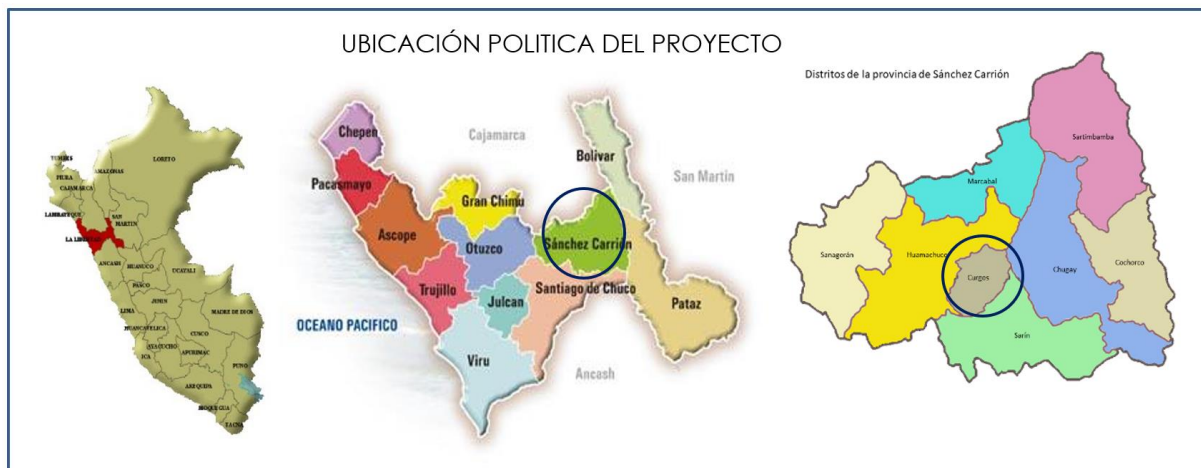 UBICACIÓN POLITICA DEL PROYECTO
TUMBES
PIURA
CAJAMARCA
AMAZONAS
LORETO
LAMBAYEQUE
SAN
MARTIN
LA LIBERTAD
ANCASH
HUANUCO
UCAYALI
PASCO
JUNIN
LIMA
MADRE DE DIOS
HUANCAVELICA
CUSCO
AYACUCHO
APURIMAC
ICA
PUNO
AREQUIPA
MOQUEGUA
TACNA
Chepen
Cajamarca
Bolivar
Pacasmayo
San Martin
Gran Chimu
Ascope
Otuzco
Sánchez Carrión
Trujillo
Julcan
Santiago de Chuco
Pataz
OCEANO PACIFICO
Viru
Ancash
Distritos de la provincia de Sánchez Carrión
Sartimbamba
Marcabal
Sanagorán
Huamachuco
Curgos
Chugay
Cochorco
Sarín